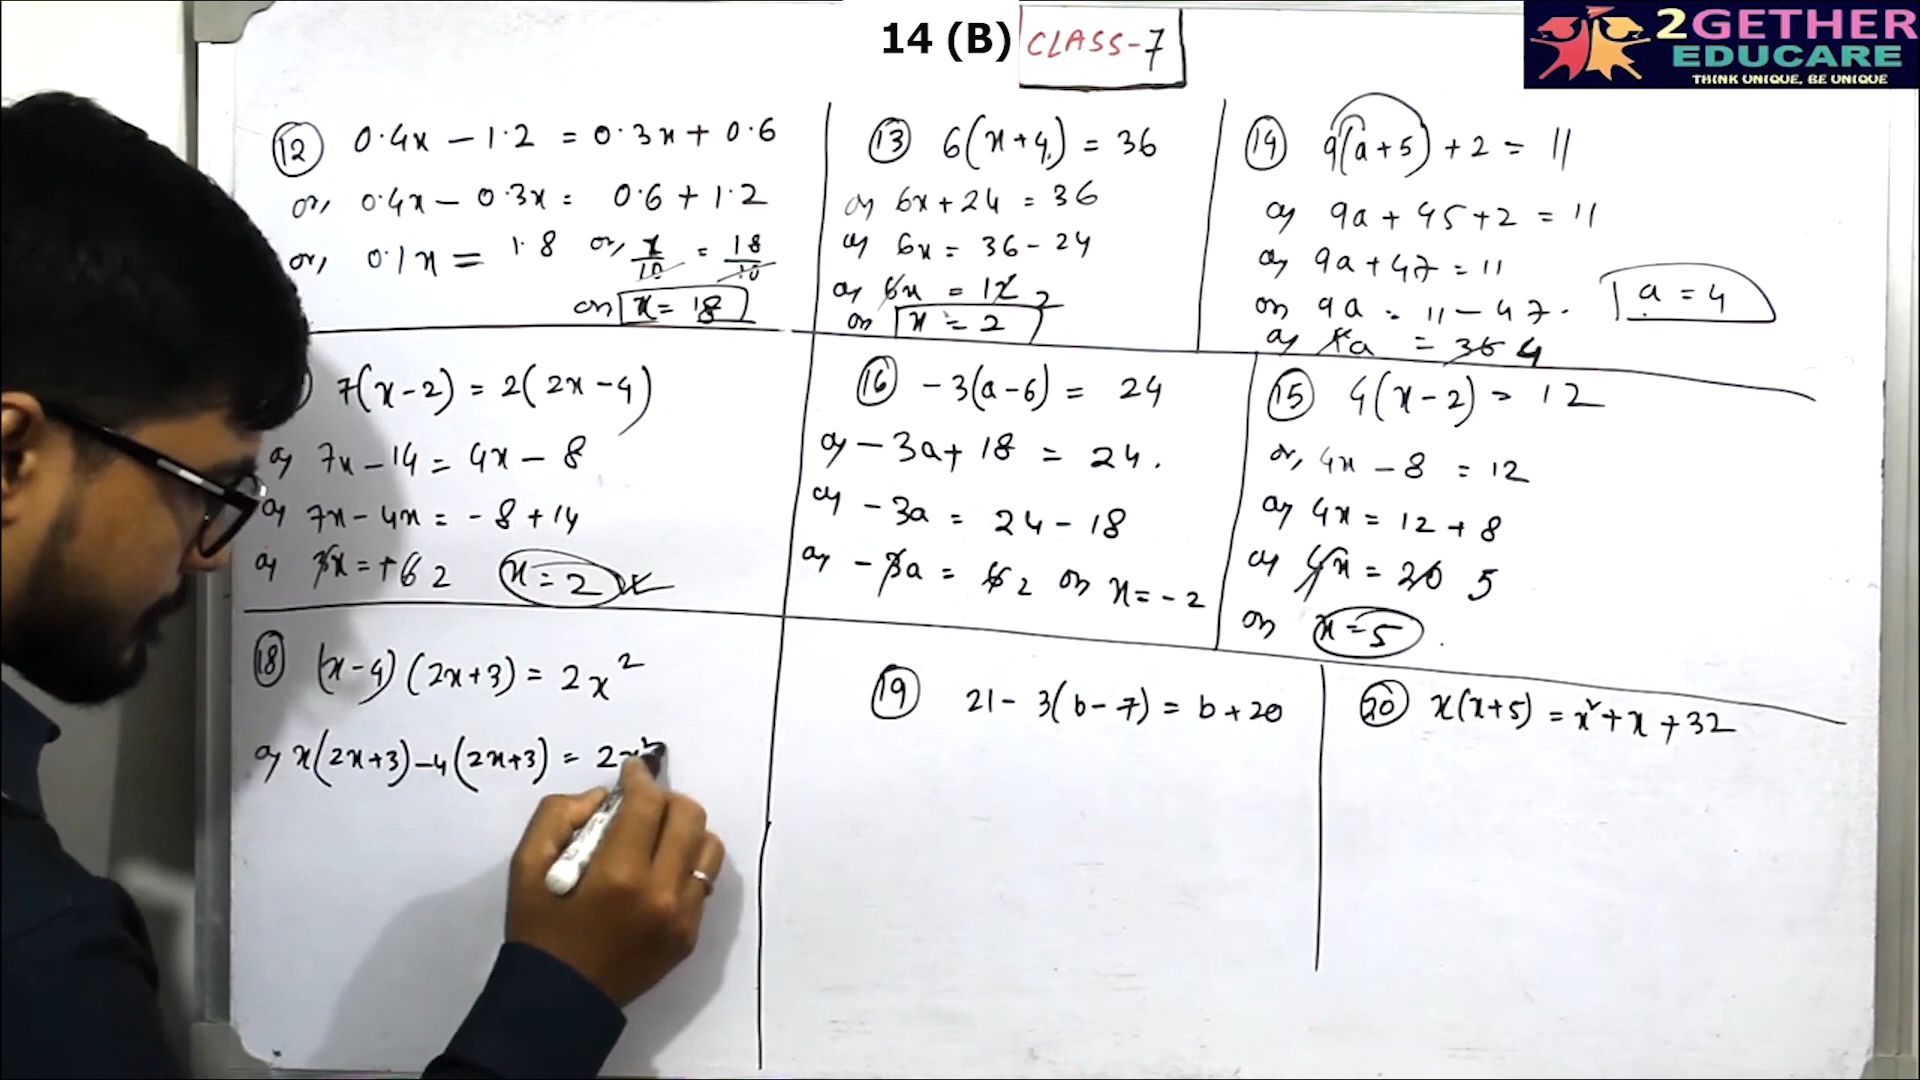 14 (B)
CLASS-7
2GETHER
EDUCARE
THINK UNIQUE, BE UNIQUE
12 0.4x - 1.2 = 0.3x + 0.6
or, 0.4x - 0.3x = 0.6 + 1.2
or, 0.1x = 1.8 or, x/10 = 18/10
or x = 18
13 6(x+4) = 36
or 6x + 24 = 36
or 6x = 36 - 24
or 6x = 12 2
or x = 2
14 9(a+5) + 2 = 11
or 9a + 45 + 2 = 11
or 9a + 47 = 11
or 9a = 11 - 47.
or a = 36 4
a = 4
7(x-2) = 2(2x-4)
or 7x - 14 = 4x - 8
or 7x - 4x = -8 + 14
or 3x = +6 2 x = 2
16 -3(a-6) = 24
or -3a + 18 = 24.
or -3a = 24 - 18
or -3a = 6 2 or x = -2
15 4(x-2) = 12
or, 4x - 8 = 12
or 4x = 12 + 8
or 4x = 20 5
or x = 5.
18 (x-4)(2x+3) = 2x²
or x(2x+3) -4(2x+3) = 2x²
19 21 - 3(b-7) = b + 20
20 x(x+5) = x² + x + 32